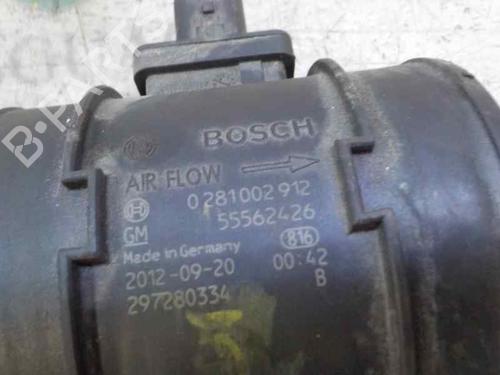 B-PARTS
BOSCH
AIR FLOW
0 281 002 912
55562426
GM
Made in Germany 816
2012-09-20 00:42
297280334 B